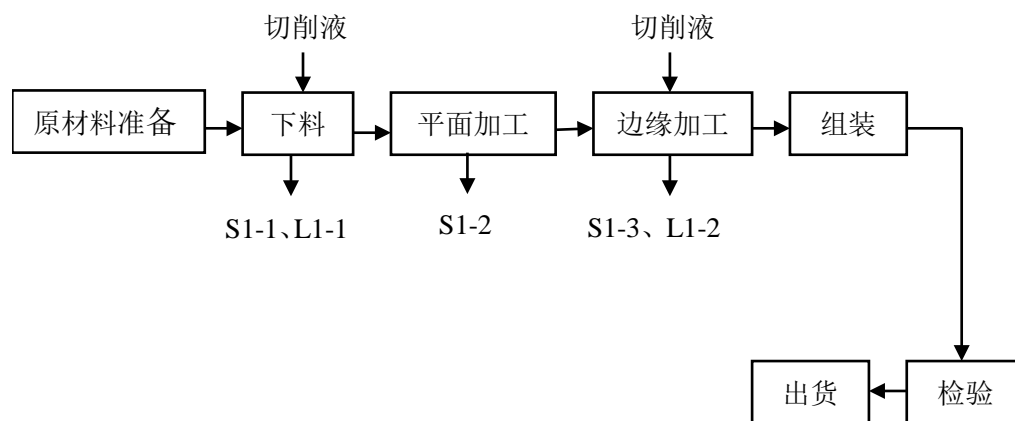 切削液
切削液
原材料准备
下料
平面加工
边缘加工
组装
S1-1、L1-1
S1-2
S1-3、L1-2
出货
检验